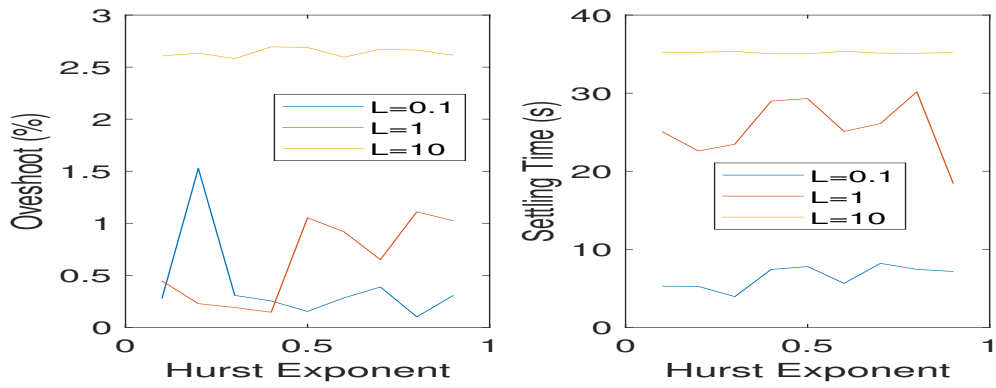 3
2.5
2
1.5
1
0.5
0
Oveshoot (%)
L=0.1
L=1
L=10
0
0.5
1
Hurst Exponent
40
30
20
10
0
Settling Time (s)
L=0.1
L=1
L=10
0
0.5
1
Hurst Exponent